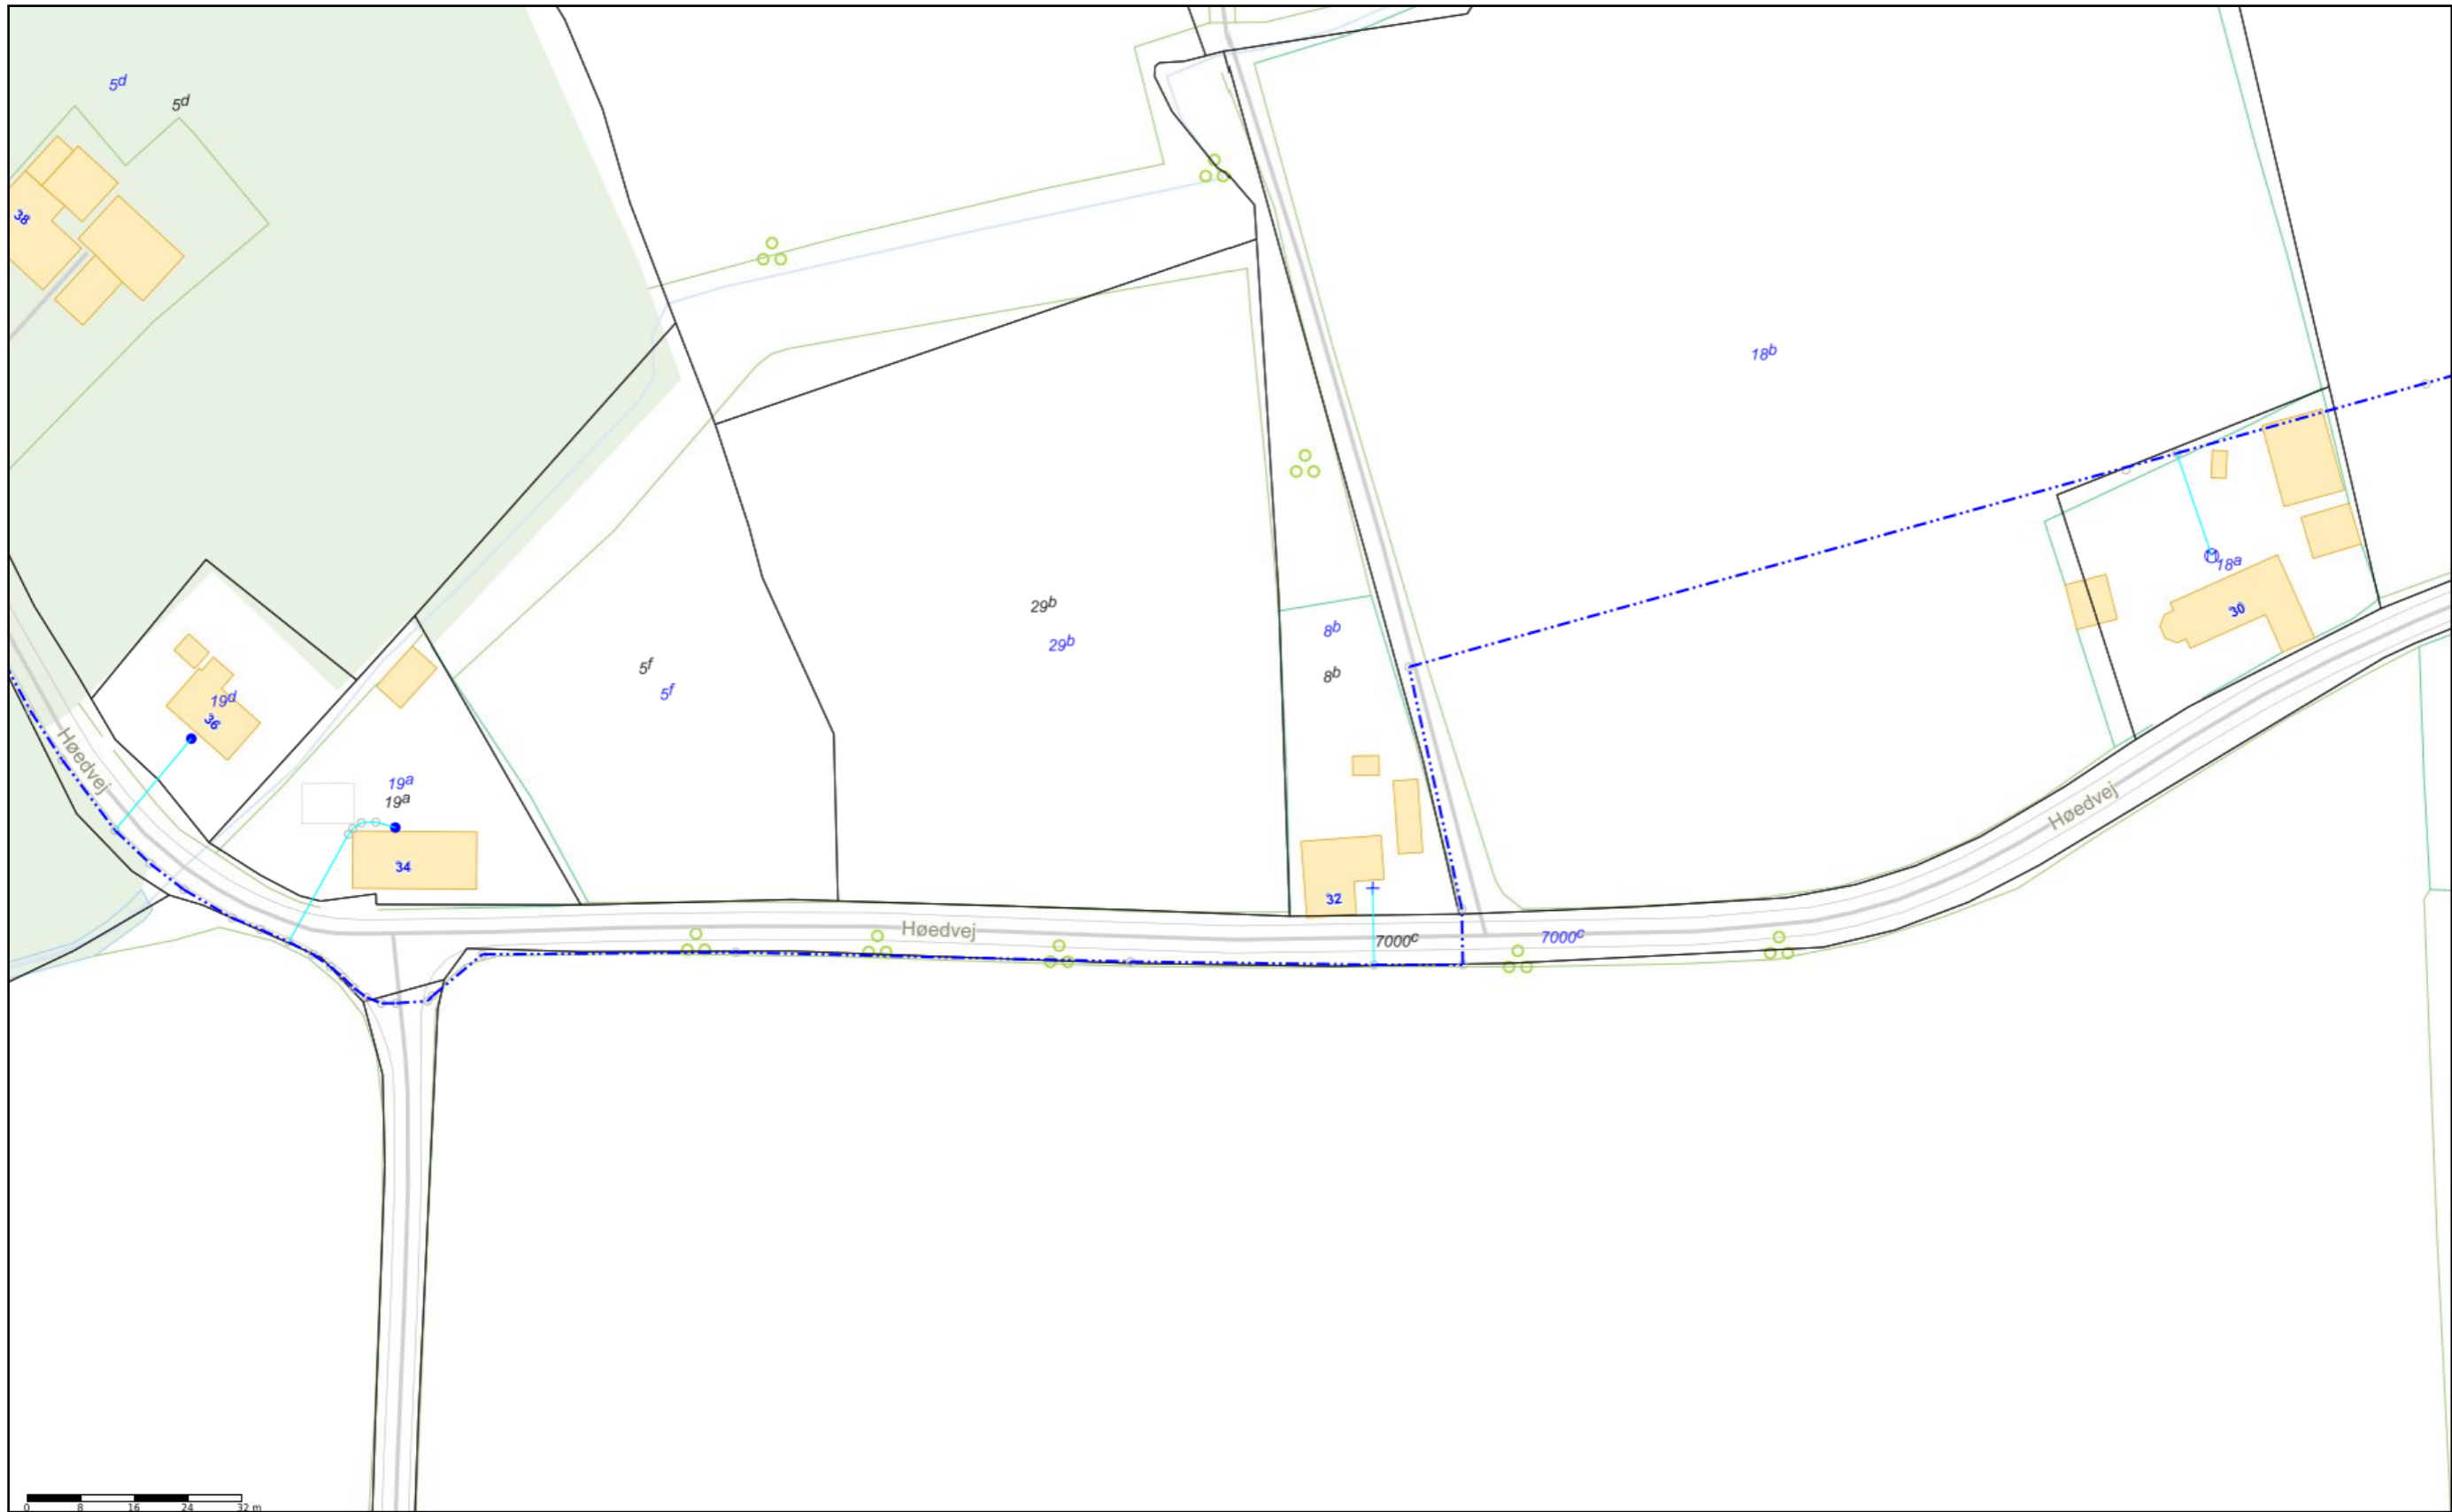 5d
5d
38
18b
18a
30
29b
29b
8b
8b
5f
5f
19d
36
Høedvej
19a
19a
34
32
Høedvej
Høedvej
7000c
7000c
0 8 16 24 32 m